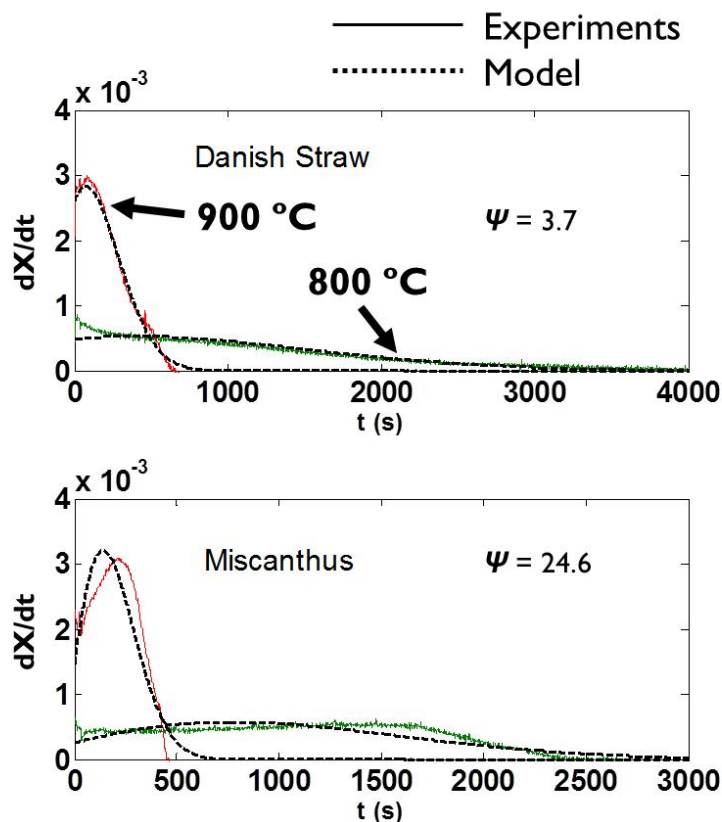 Experiments
Model
x 10⁻³
4
3
2
1
0
dX/dt
Danish Straw
900 ºC
800 ºC
Ψ = 3.7
0 1000 2000 3000 4000
t (s)
x 10⁻³
4
3
2
1
0
dX/dt
Miscanthus
Ψ = 24.6
0 500 1000 1500 2000 2500 3000
t (s)